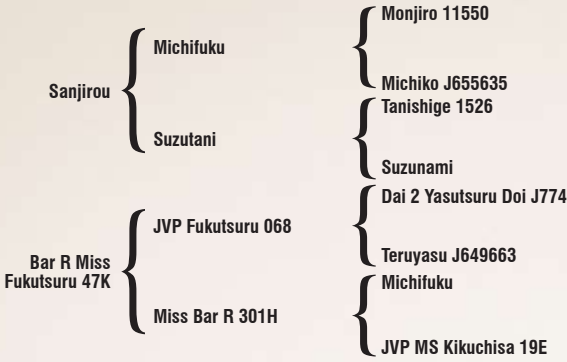 Monjiro 11550
Michifuku
Michiko J655635
Sanjirou
Tanishige 1526
Suzutani
Suzunami
Dai 2 Yasutsuru Doi J774
JVP Fukutsuru 068
Teruyasu J649663
Bar R Miss
Fukutsuru 47K
Michifuku
Miss Bar R 301H
JVP MS Kikuchisa 19E